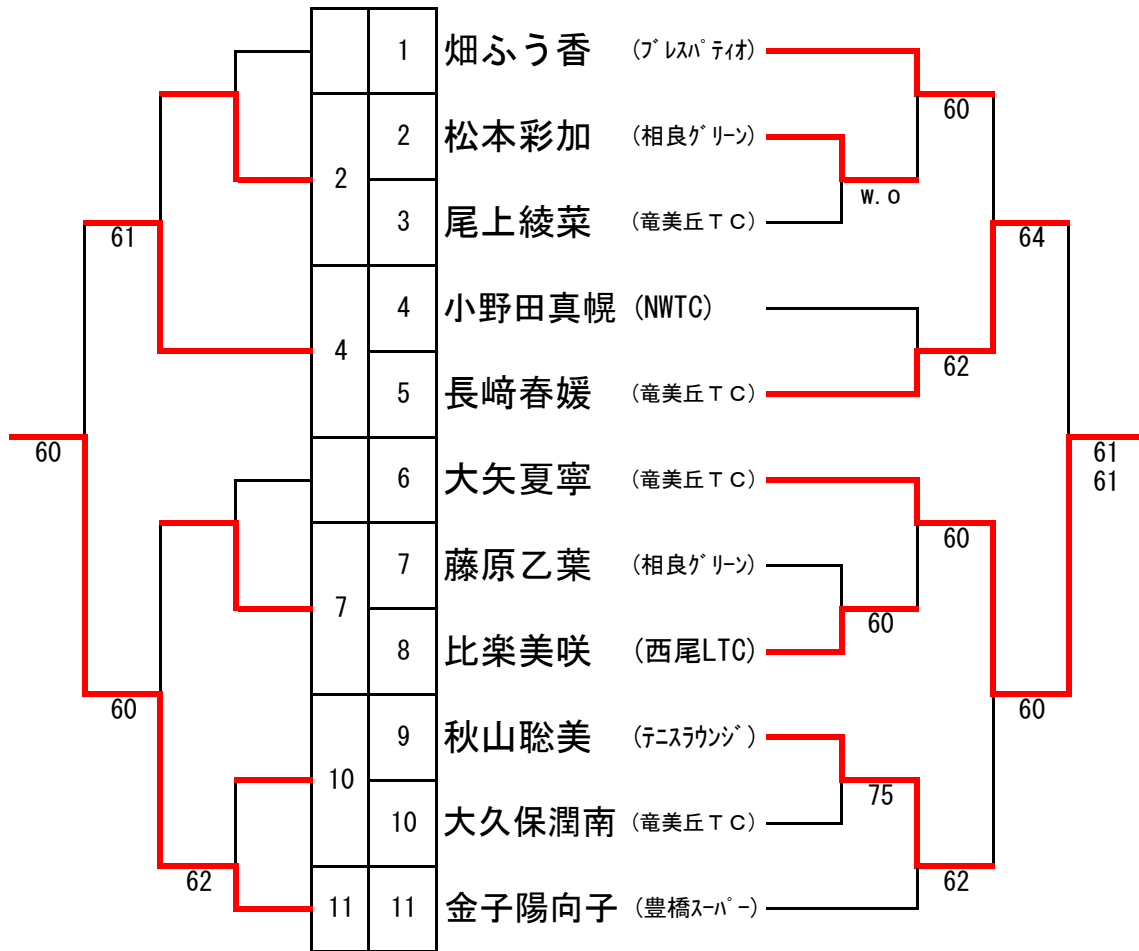 1 畑ふう香 (ブレスパティオ)
60
2 松本彩加 (相良グリーン)
2
w.o
3 尾上綾菜 (竜美丘TC)
61
64
4 小野田真幌 (NWTC)
4
62
5 長﨑春媛 (竜美丘TC)
60
61
61
6 大矢夏寧 (竜美丘TC)
60
7 藤原乙葉 (相良グリーン)
7
60
8 比楽美咲 (西尾LTC)
60
60
9 秋山聡美 (テニスラウンジ)
10
75
10 大久保潤南 (竜美丘TC)
62
62
11 11 金子陽向子 (豊橋スーパー)